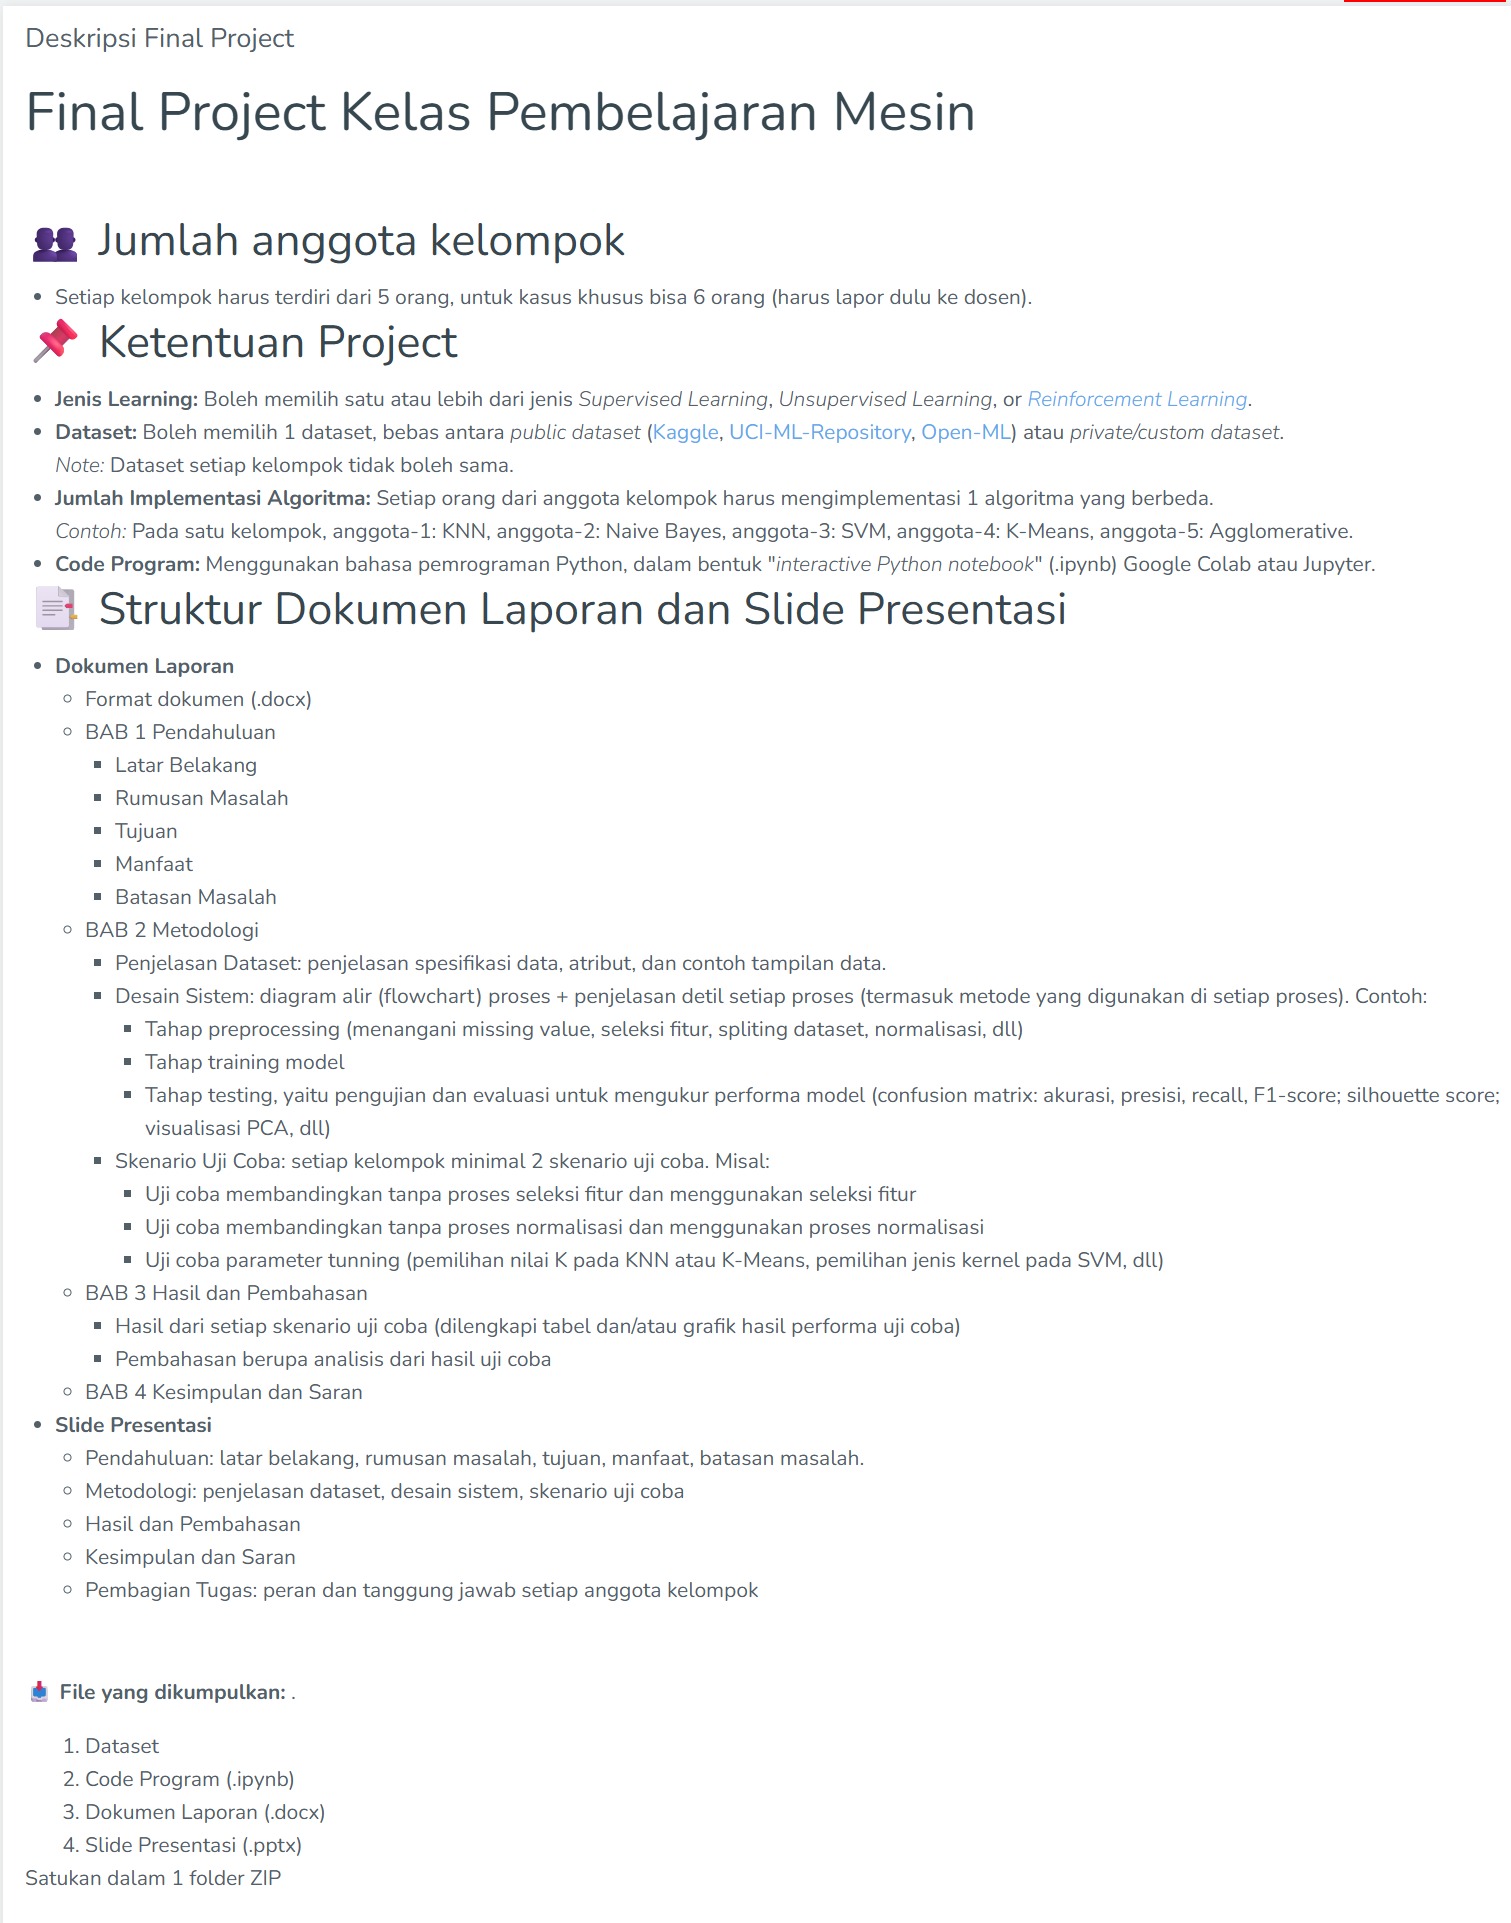 Deskripsi Final Project
Final Project Kelas Pembelajaran Mesin
Jumlah anggota kelompok
Setiap kelompok harus terdiri dari 5 orang, untuk kasus khusus bisa 6 orang (harus lapor dulu ke dosen).
Ketentuan Project
Jenis Learning: Boleh memilih satu atau lebih dari jenis Supervised Learning, Unsupervised Learning, or Reinforcement Learning.
Dataset: Boleh memilih 1 dataset, bebas antara public dataset (Kaggle, UCI-ML-Repository, Open-ML) atau private/custom dataset.
Note: Dataset setiap kelompok tidak boleh sama.
Jumlah Implementasi Algoritma: Setiap orang dari anggota kelompok harus mengimplementasi 1 algoritma yang berbeda.
Contoh: Pada satu kelompok, anggota-1: KNN, anggota-2: Naive Bayes, anggota-3: SVM, anggota-4: K-Means, anggota-5: Agglomerative.
Code Program: Menggunakan bahasa pemrograman Python, dalam bentuk "interactive Python notebook" (.ipynb) Google Colab atau Jupyter.
Struktur Dokumen Laporan dan Slide Presentasi
Dokumen Laporan
Format dokumen (.docx)
BAB 1 Pendahuluan
Latar Belakang
Rumusan Masalah
Tujuan
Manfaat
Batasan Masalah
BAB 2 Metodologi
Penjelasan Dataset: penjelasan spesifikasi data, atribut, dan contoh tampilan data.
Desain Sistem: diagram alir (flowchart) proses + penjelasan detil setiap proses (termasuk metode yang digunakan di setiap proses). Contoh:
Tahap preprocessing (menangani missing value, seleksi fitur, spliting dataset, normalisasi, dll)
Tahap training model
Tahap testing, yaitu pengujian dan evaluasi untuk mengukur performa model (confusion matrix: akurasi, presisi, recall, F1-score; silhouette score;
visualisasi PCA, dll)
Skenario Uji Coba: setiap kelompok minimal 2 skenario uji coba. Misal:
Uji coba membandingkan tanpa proses seleksi fitur dan menggunakan seleksi fitur
Uji coba membandingkan tanpa proses normalisasi dan menggunakan proses normalisasi
Uji coba parameter tunning (pemilihan nilai K pada KNN atau K-Means, pemilihan jenis kernel pada SVM, dll)
BAB 3 Hasil dan Pembahasan
Hasil dari setiap skenario uji coba (dilengkapi tabel dan/atau grafik hasil performa uji coba)
Pembahasan berupa analisis dari hasil uji coba
BAB 4 Kesimpulan dan Saran
Slide Presentasi
Pendahuluan: latar belakang, rumusan masalah, tujuan, manfaat, batasan masalah.
Metodologi: penjelasan dataset, desain sistem, skenario uji coba
Hasil dan Pembahasan
Kesimpulan dan Saran
Pembagian Tugas: peran dan tanggung jawab setiap anggota kelompok
File yang dikumpulkan: .
1. Dataset
2. Code Program (.ipynb)
3. Dokumen Laporan (.docx)
4. Slide Presentasi (.pptx)
Satukan dalam 1 folder ZIP